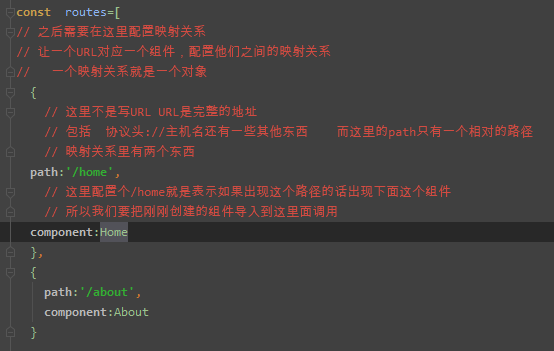 const  routes=[
// 之后需要在这里配置映射关系
// 让一个URL对应一个组件，配置他们之间的映射关系
//   一个映射关系就是一个对象
{
// 这里不是写URL URL是完整的地址
// 包括  协议头://主机名还有一些其他东西    而这里的path只有一个相对的路径
// 映射关系里有两个东西
path:'/home',
// 这里配置个/home就是表示如果出现这个路径的话出现下面这个组件
// 所以我们要把刚刚创建的组件导入到这里面调用
component:Home
},
{
path:'/about',
component:About
}